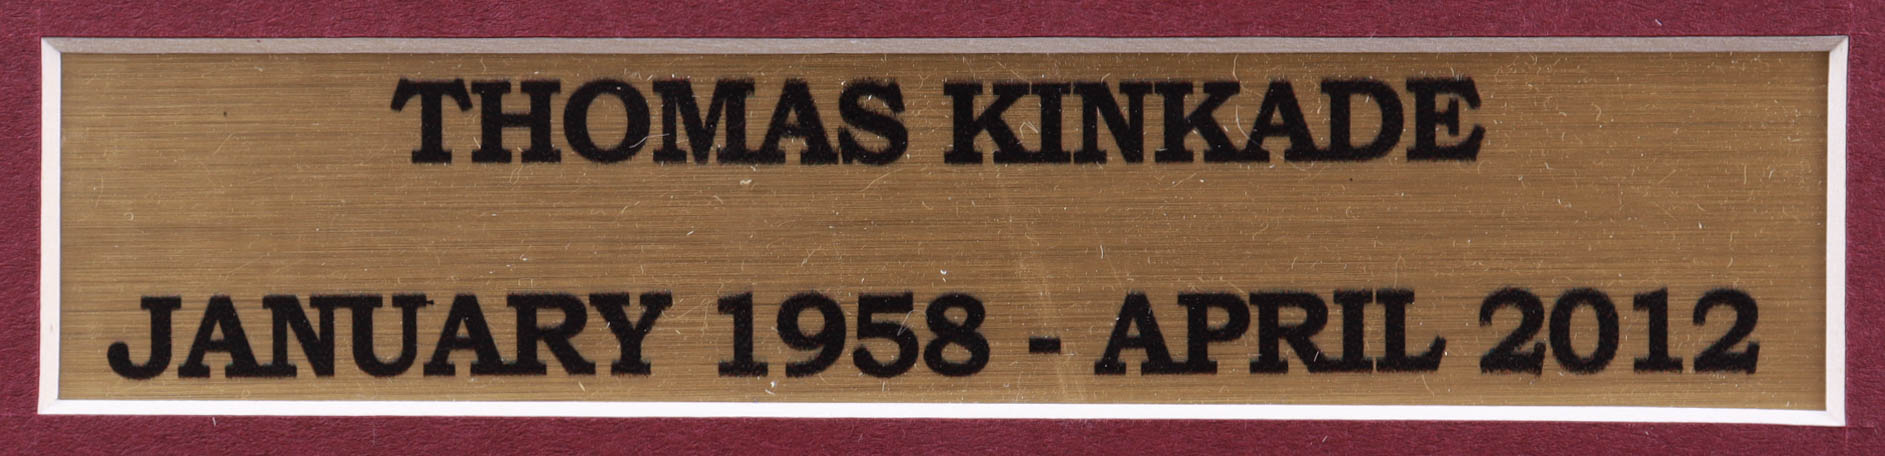 THOMAS KINKADE
JANUARY 1958 - APRIL 2012